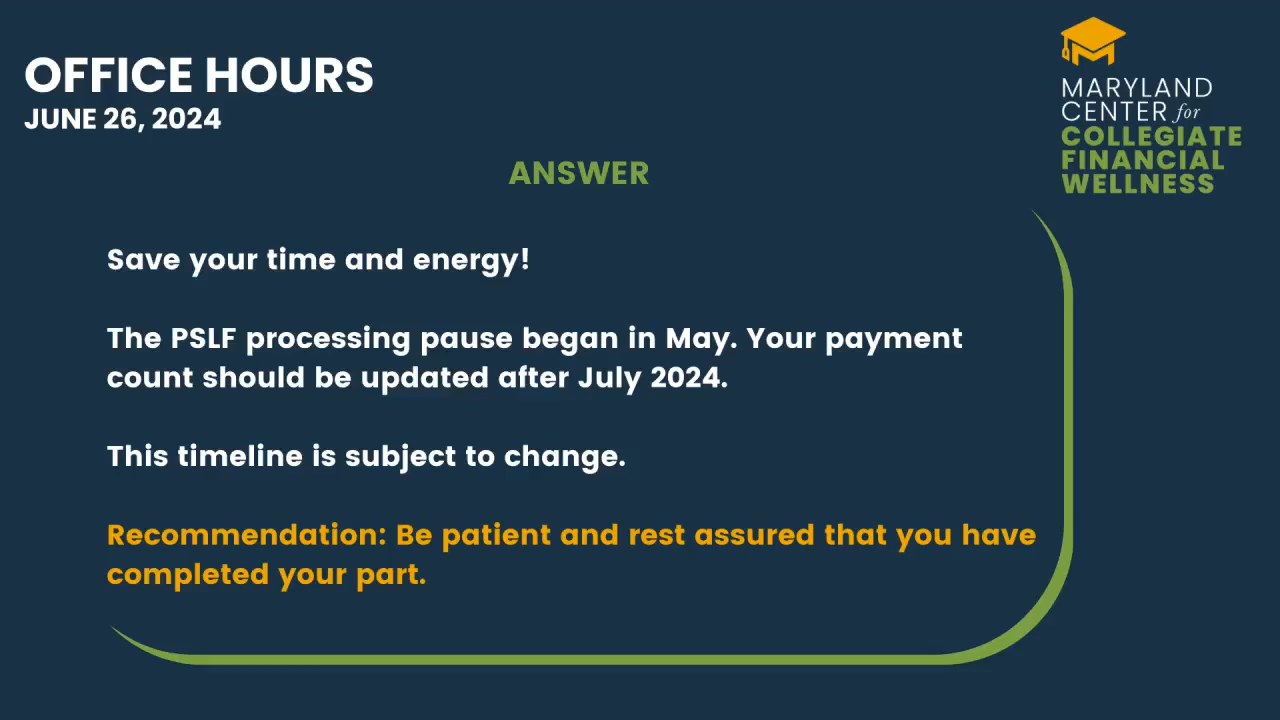 OFFICE HOURS
JUNE 26, 2024
MARYLAND
CENTER for
COLLEGIATE
FINANCIAL
WELLNESS
ANSWER
Save your time and energy!
The PSLF processing pause began in May. Your payment
count should be updated after July 2024.
This timeline is subject to change.
Recommendation: Be patient and rest assured that you have
completed your part.